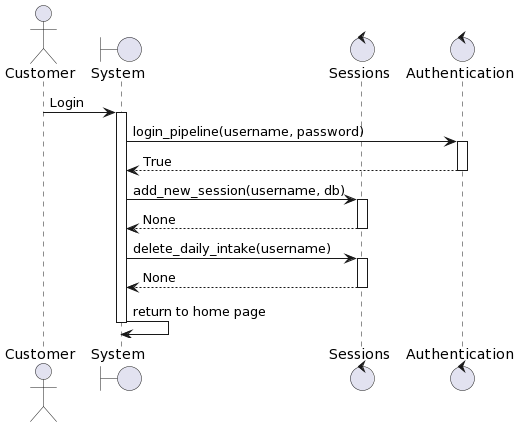 Customer System Sessions Authentication
Login
login_pipeline(username, password)
True
add_new_session(username, db)
None
delete_daily_intake(username)
None
return to home page
Customer System Sessions Authentication